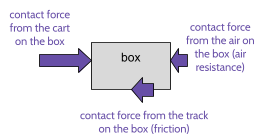 contact force
from the cart
on the box
contact force
from the air on
the box (air
resistance)
box
contact force from the track
on the box (friction)